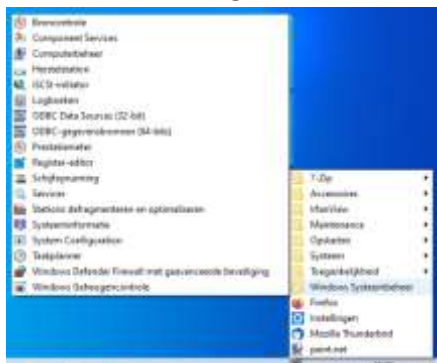 Broncontrole
Component Services
Computerbeheer
Herstelstation
iSCSI-initiator
Logboeken
ODBC Data Sources (32-bit)
ODBC-gegevensbronnen (64-bits)
Prestatiemeter
Register-editor
Schijfopruiming
Services
Stations defragmenteren en optimaliseren
Systeeminformatie
System Configuration
Taakplanner
Windows Defender Firewall met geavanceerde beveiliging
Windows Geheugencontrole
7-Zip
Accessoires
IrfanView
Maintenance
Opstarten
Systeem
Toegankelijkheid
Windows Systeembeheer
Firefox
Instellingen
Mozilla Thunderbird
paint.net